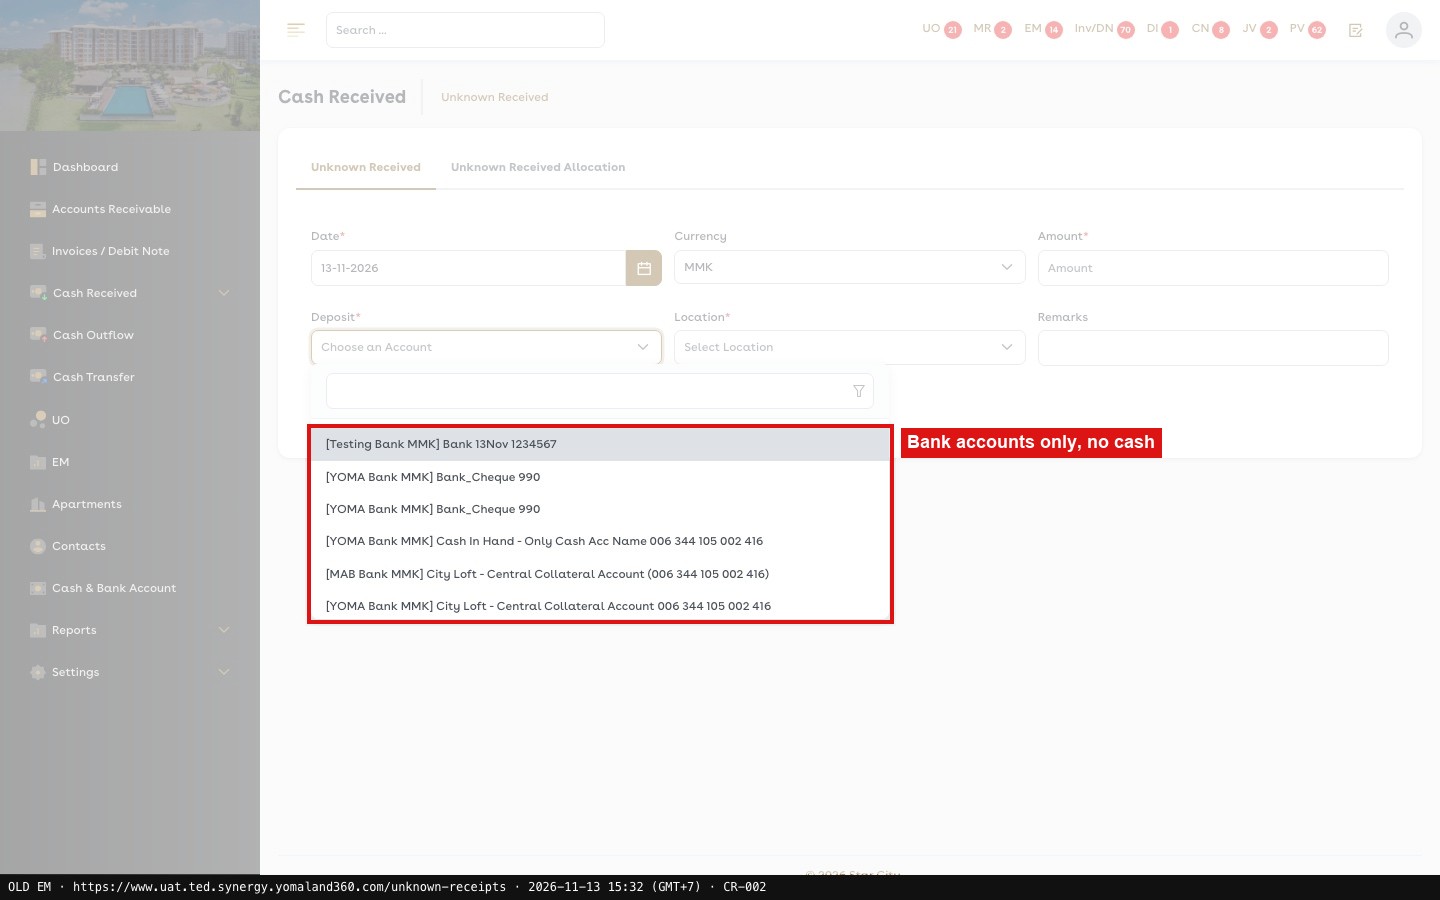 Search ...
UO 21 MR 2 EM 14 Inv/DN 70 DI 1 CN 8 JV 2 PV 62
Cash Received
Unknown Received
Dashboard
Accounts Receivable
Invoices / Debit Note
Cash Received
Cash Outflow
Cash Transfer
UO
EM
Apartments
Contacts
Cash & Bank Account
Reports
Settings
Unknown Received
Unknown Received Allocation
Date*
Currency
Amount*
13-11-2026
MMK
Amount
Deposit*
Location*
Remarks
Choose an Account
Select Location
[Testing Bank MMK] Bank 13Nov 1234567
[YOMA Bank MMK] Bank_Cheque 990
[YOMA Bank MMK] Bank_Cheque 990
[YOMA Bank MMK] Cash In Hand - Only Cash Acc Name 006 344 105 002 416
[MAB Bank MMK] City Loft - Central Collateral Account (006 344 105 002 416)
[YOMA Bank MMK] City Loft - Central Collateral Account 006 344 105 002 416
Bank accounts only, no cash
© 2026 Star City
OLD EM · https://www.uat.ted.synergy.yomaland360.com/unknown-receipts · 2026-11-13 15:32 (GMT+7) · CR-002